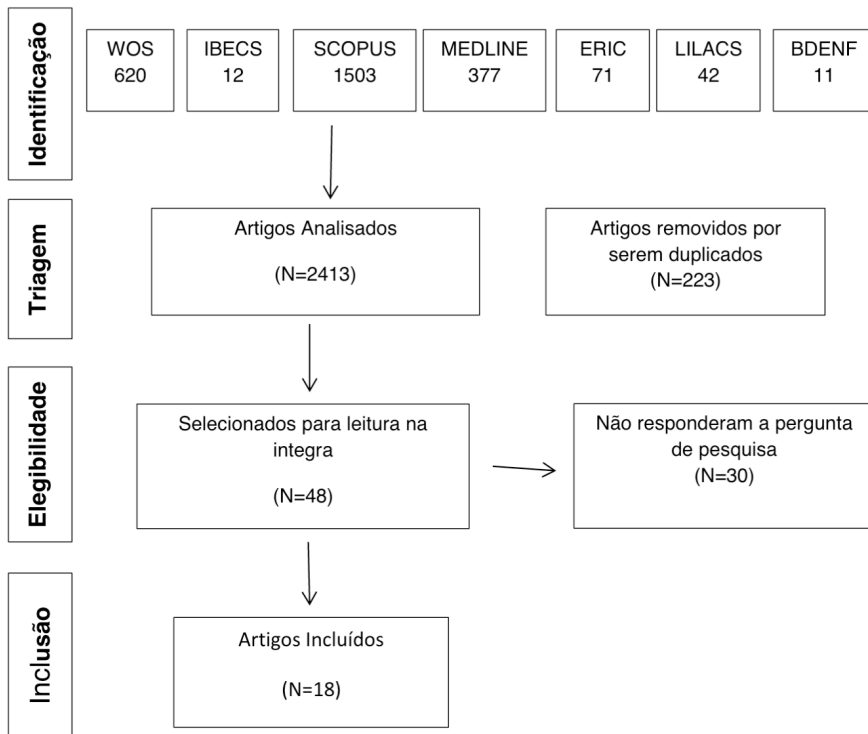 Identificação
WOS
620
IBECS
12
SCOPUS
1503
MEDLINE
377
ERIC
71
LILACS
42
BDENF
11
Triagem
Artigos Analisados
(N=2413)
Artigos removidos por
serem duplicados
(N=223)
Elegibilidade
Selecionados para leitura na
integra
(N=48)
Não responderam a pergunta
de pesquisa
(N=30)
Inclusão
Artigos Incluídos
(N=18)